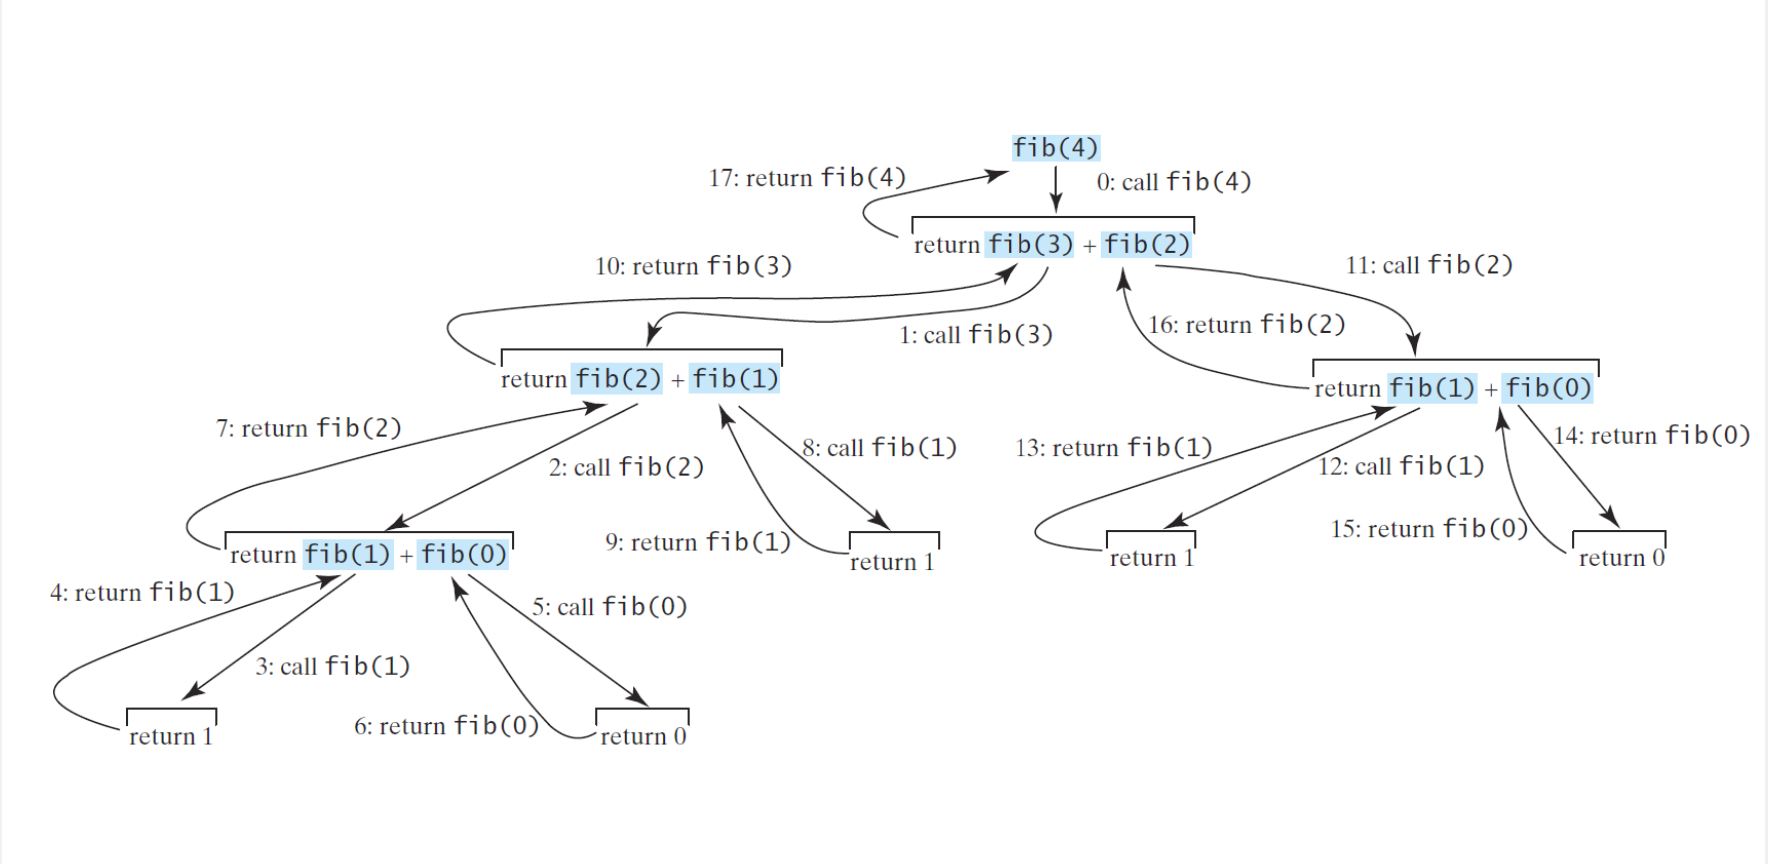 fib(4)
17: return fib(4)
0: call fib(4)
return fib(3) + fib(2)
10: return fib(3)
11: call fib(2)
1: call fib(3)
16: return fib(2)
return fib(2) + fib(1)
return fib(1) + fib(0)
7: return fib(2)
2: call fib(2)
8: call fib(1)
13: return fib(1)
12: call fib(1)
14: return fib(0)
9: return fib(1)
15: return fib(0)
return fib(1) + fib(0)
return 1
return 1
return 0
4: return fib(1)
5: call fib(0)
3: call fib(1)
6: return fib(0)
return 1
return 0